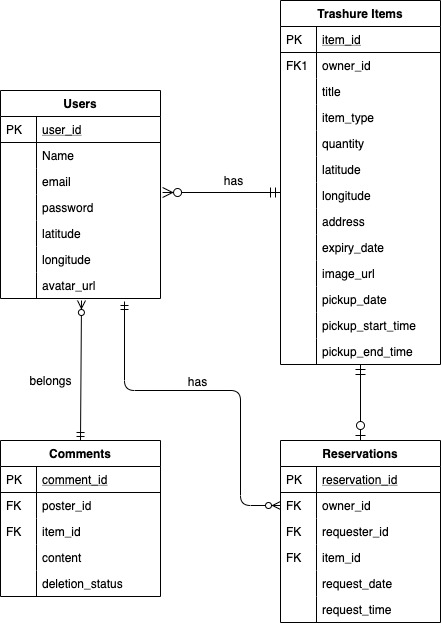 Trashure Items
PK item_id
FK1 owner_id
title
item_type
quantity
latitude
longitude
address
expiry_date
image_url
pickup_date
pickup_start_time
pickup_end_time
Users
PK user_id
Name
email
password
latitude
longitude
avatar_url
has
belongs
has
Comments
PK comment_id
FK poster_id
FK item_id
content
deletion_status
Reservations
PK reservation_id
FK owner_id
FK requester_id
FK item_id
request_date
request_time